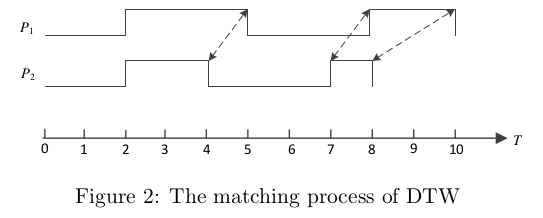 P1
P2
0 1 2 3 4 5 6 7 8 9 10 T
Figure 2: The matching process of DTW